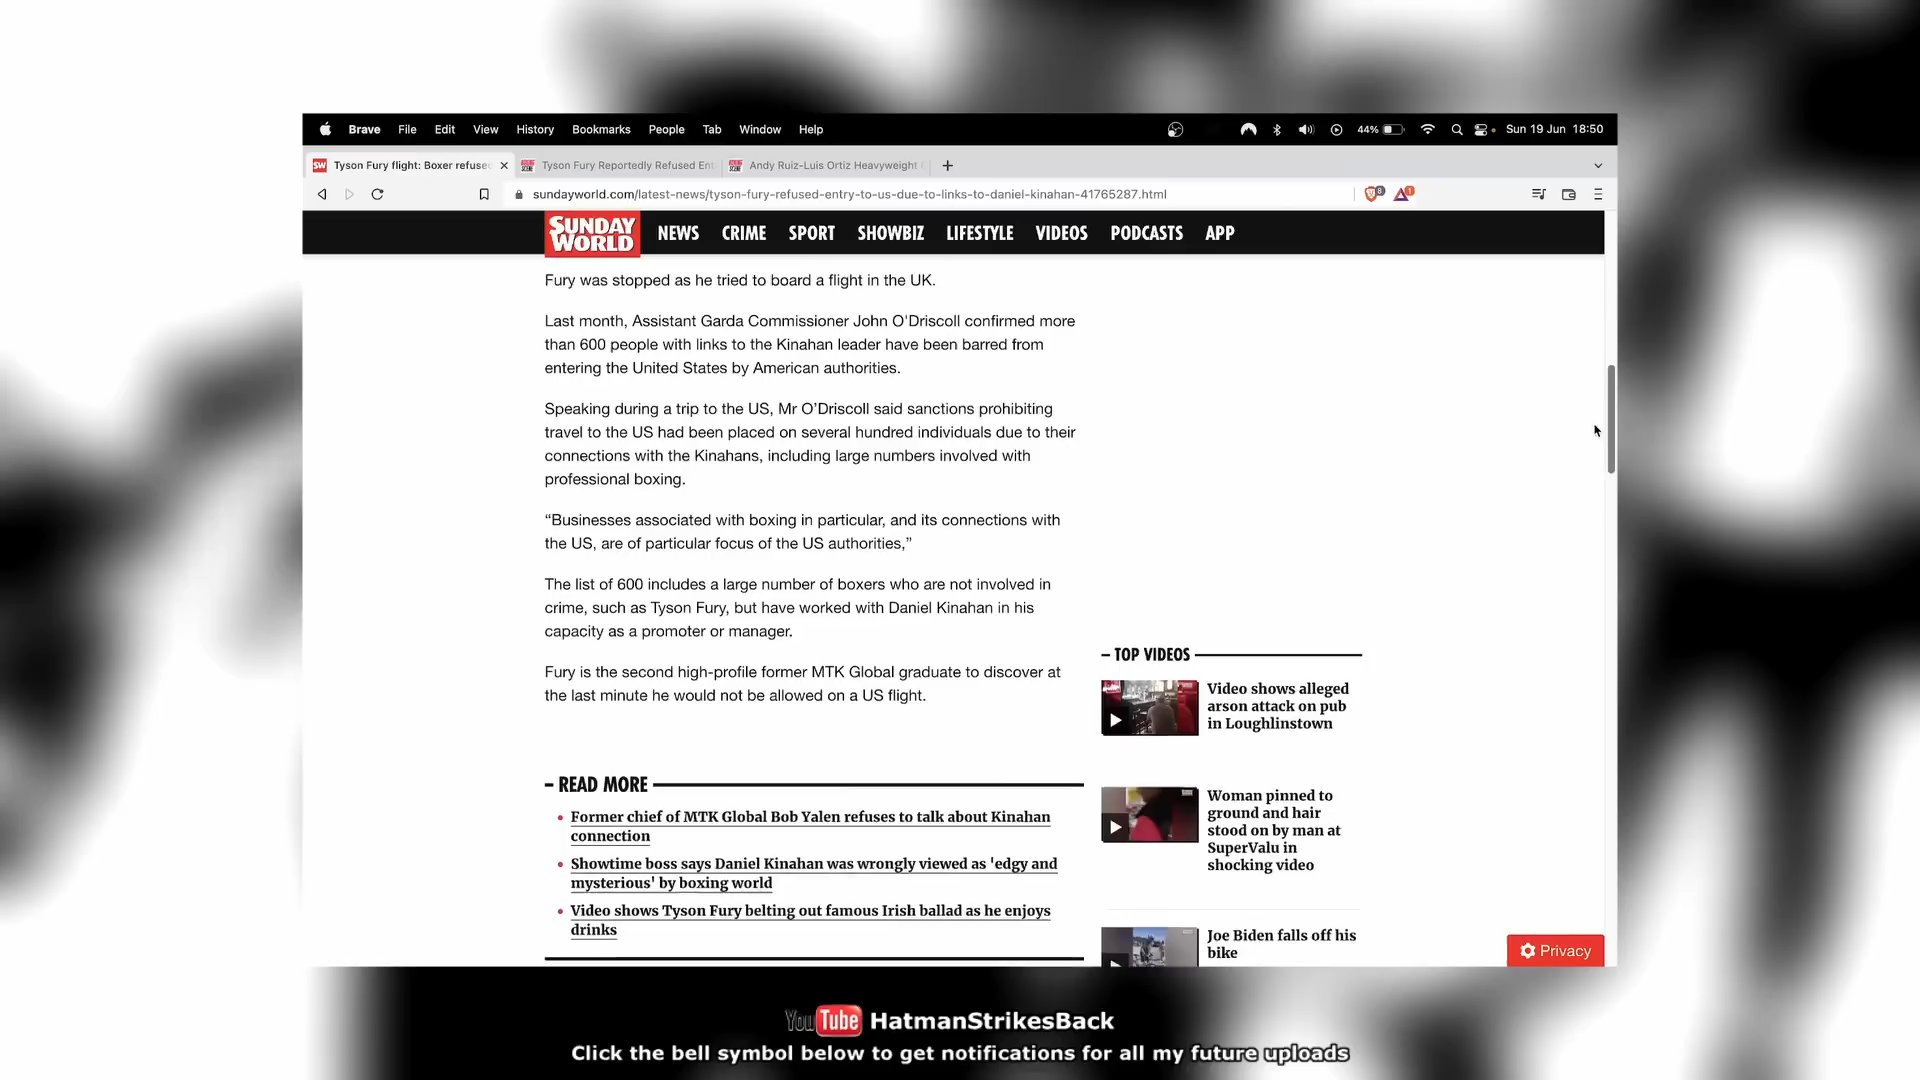 Brave File Edit View History Bookmarks People Tab Window Help 44% Sun 19 Jun 18:50
SW Tyson Fury flight: Boxer refuse Tyson Fury Reportedly Refused Ent Andy Ruiz-Luis Ortiz Heavyweight
sundayworld.com/latest-news/tyson-fury-refused-entry-to-us-due-to-links-to-daniel-kinahan-41765287.html 8 1
SUNDAY
WORLD
NEWS CRIME SPORT SHOWBIZ LIFESTYLE VIDEOS PODCASTS APP
Fury was stopped as he tried to board a flight in the UK.
Last month, Assistant Garda Commissioner John O'Driscoll confirmed more
than 600 people with links to the Kinahan leader have been barred from
entering the United States by American authorities.
Speaking during a trip to the US, Mr O’Driscoll said sanctions prohibiting
travel to the US had been placed on several hundred individuals due to their
connections with the Kinahans, including large numbers involved with
professional boxing.
“Businesses associated with boxing in particular, and its connections with
the US, are of particular focus of the US authorities,”
The list of 600 includes a large number of boxers who are not involved in
crime, such as Tyson Fury, but have worked with Daniel Kinahan in his
capacity as a promoter or manager.
Fury is the second high-profile former MTK Global graduate to discover at
the last minute he would not be allowed on a US flight.
READ MORE
Former chief of MTK Global Bob Yalen refuses to talk about Kinahan
connection
Showtime boss says Daniel Kinahan was wrongly viewed as 'edgy and
mysterious' by boxing world
Video shows Tyson Fury belting out famous Irish ballad as he enjoys
drinks
TOP VIDEOS
Video shows alleged
arson attack on pub
in Loughlinstown
Woman pinned to
ground and hair
stood on by man at
SuperValu in
shocking video
Joe Biden falls off his
bike
Privacy
YouTube HatmanStrikesBack
Click the bell symbol below to get notifications for all my future uploads